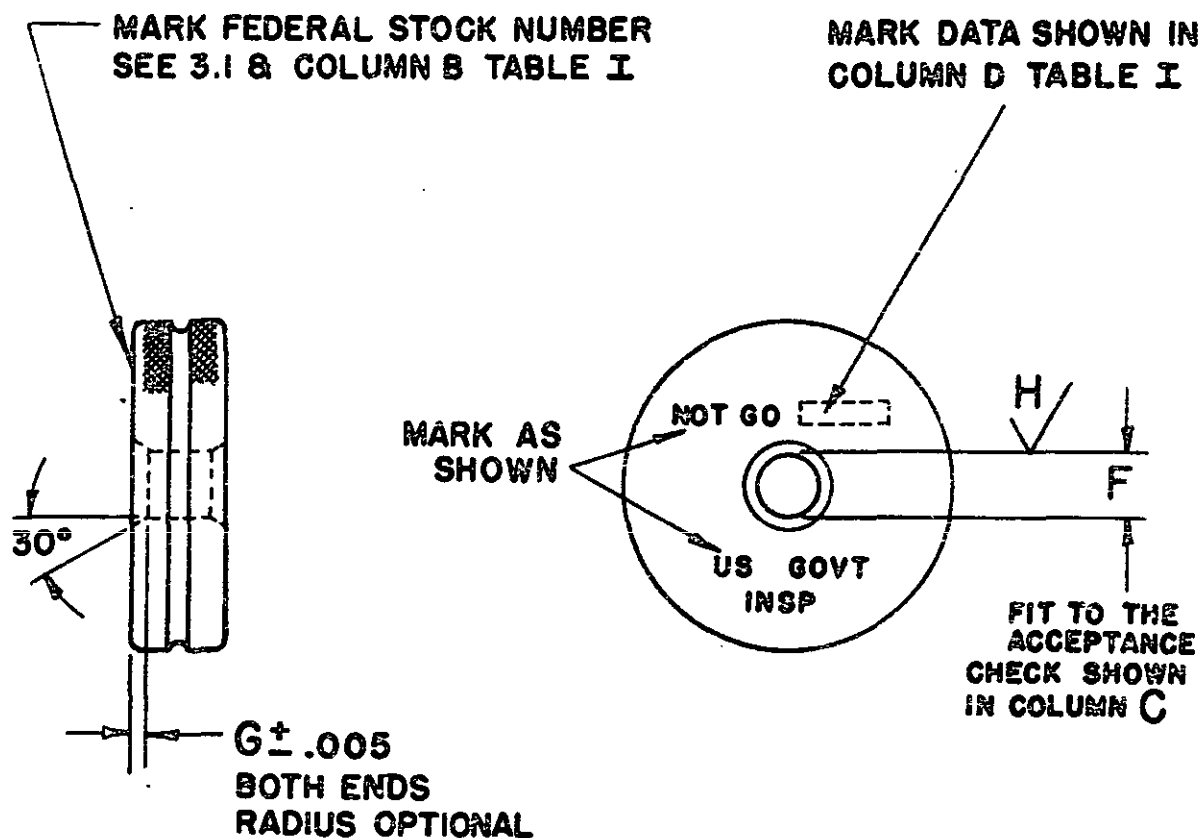 MARK FEDERAL STOCK NUMBER
SEE 3.1 & COLUMN B TABLE I
MARK DATA SHOWN IN
COLUMN D TABLE I
NOT GO
H
MARK AS
SHOWN
F
30°
US GOVT
INSP
FIT TO THE
ACCEPTANCE
CHECK SHOWN
IN COLUMN C
G± .005
BOTH ENDS
RADIUS OPTIONAL